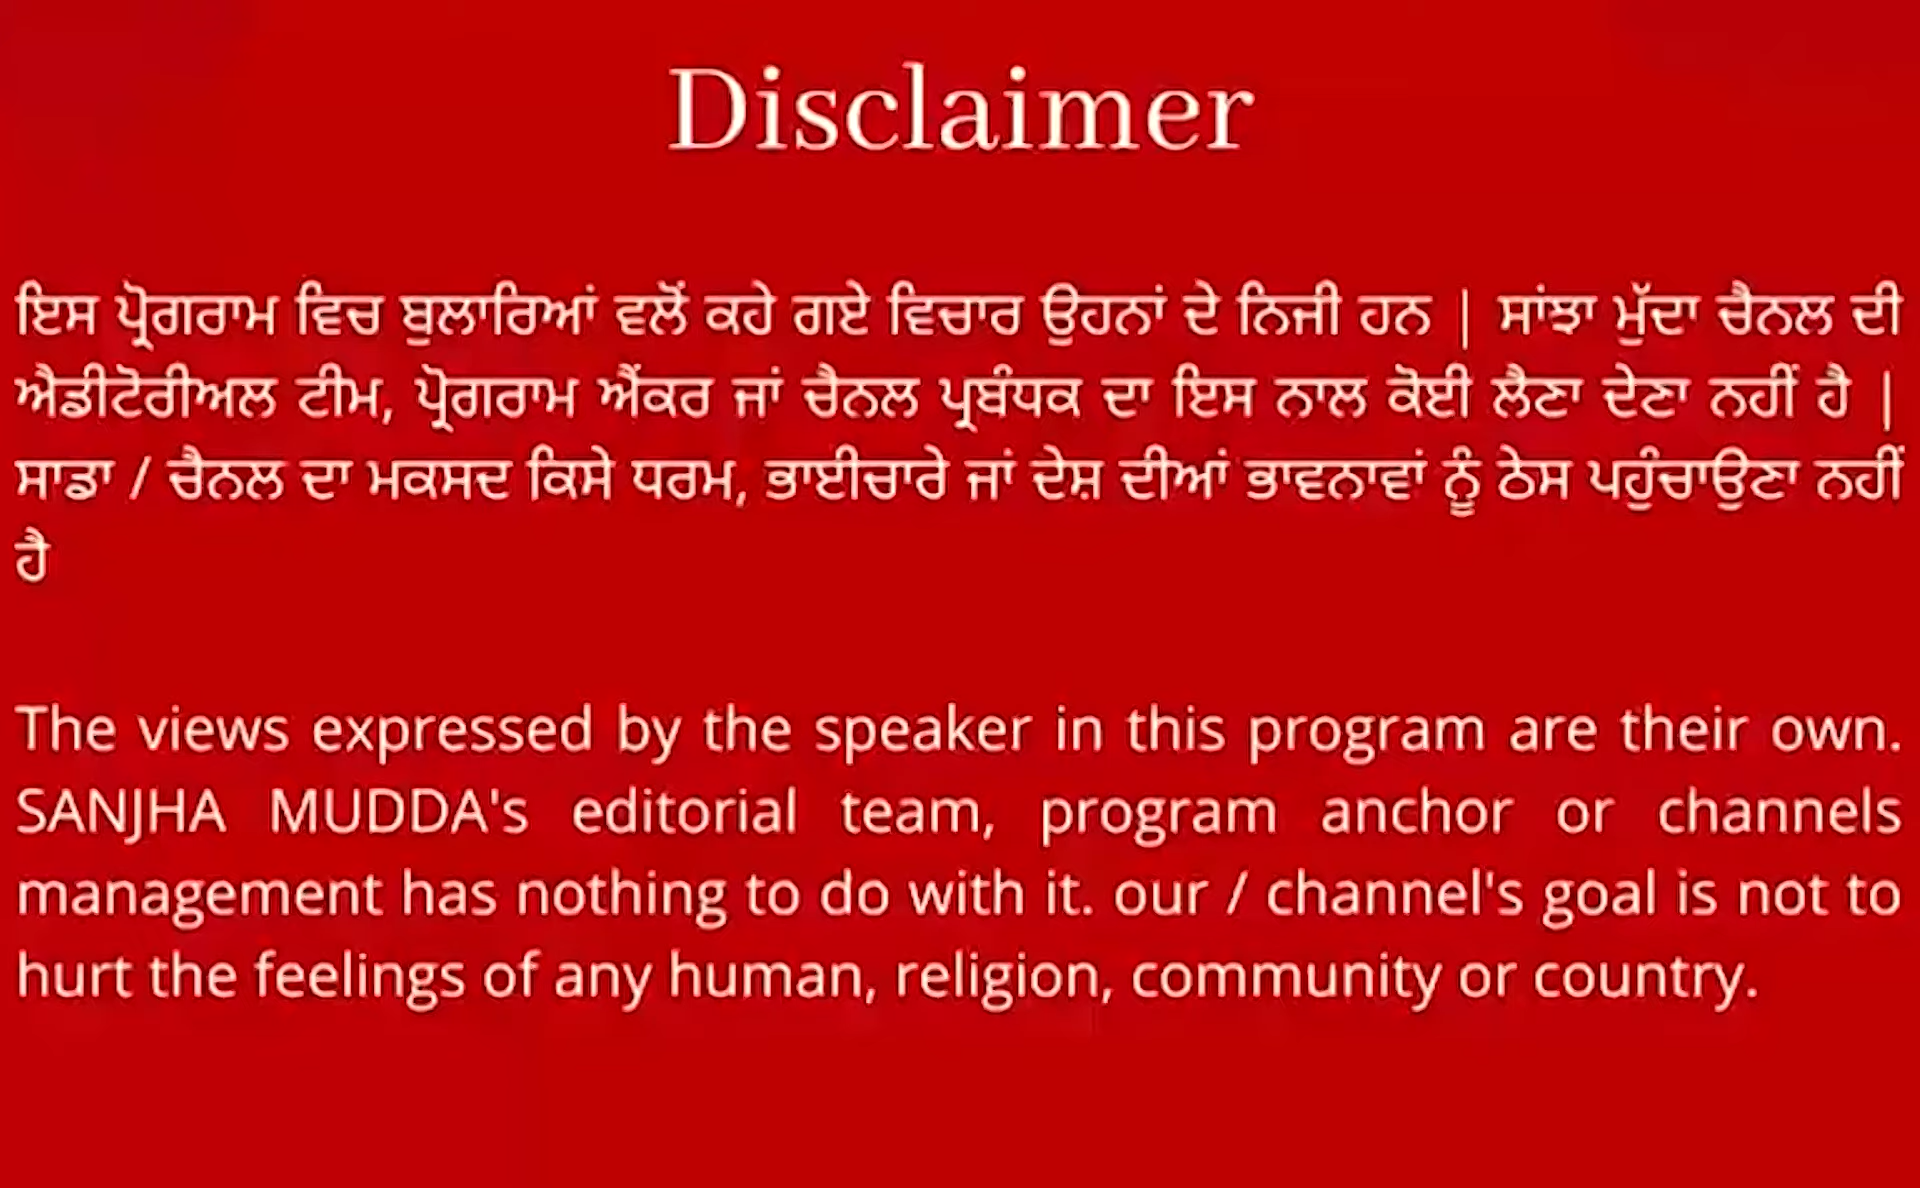 Disclaimer
ਇਸ ਪ੍ਰੋਗਰਾਮ ਵਿਚ ਬੁਲਾਰਿਆਂ ਵਲੋਂ ਕਹੇ ਗਏ ਵਿਚਾਰ ਉਹਨਾਂ ਦੇ ਨਿਜੀ ਹਨ | ਸਾਂਝਾ ਮੁੱਦਾ ਚੈਨਲ ਦੀ
ਐਡੀਟੋਰੀਅਲ ਟੀਮ, ਪ੍ਰੋਗਰਾਮ ਐਂਕਰ ਜਾਂ ਚੈਨਲ ਪ੍ਰਬੰਧਕ ਦਾ ਇਸ ਨਾਲ ਕੋਈ ਲੈਣਾ ਦੇਣਾ ਨਹੀਂ ਹੈ |
ਸਾਡਾ / ਚੈਨਲ ਦਾ ਮਕਸਦ ਕਿਸੇ ਧਰਮ, ਭਾਈਚਾਰੇ ਜਾਂ ਦੇਸ਼ ਦੀਆਂ ਭਾਵਨਾਵਾਂ ਨੂੰ ਠੇਸ ਪਹੁੰਚਾਉਣਾ ਨਹੀਂ
ਹੈ
The views expressed by the speaker in this program are their own.
SANJHA MUDDA's editorial team, program anchor or channels
management has nothing to do with it. our / channel's goal is not to
hurt the feelings of any human, religion, community or country.